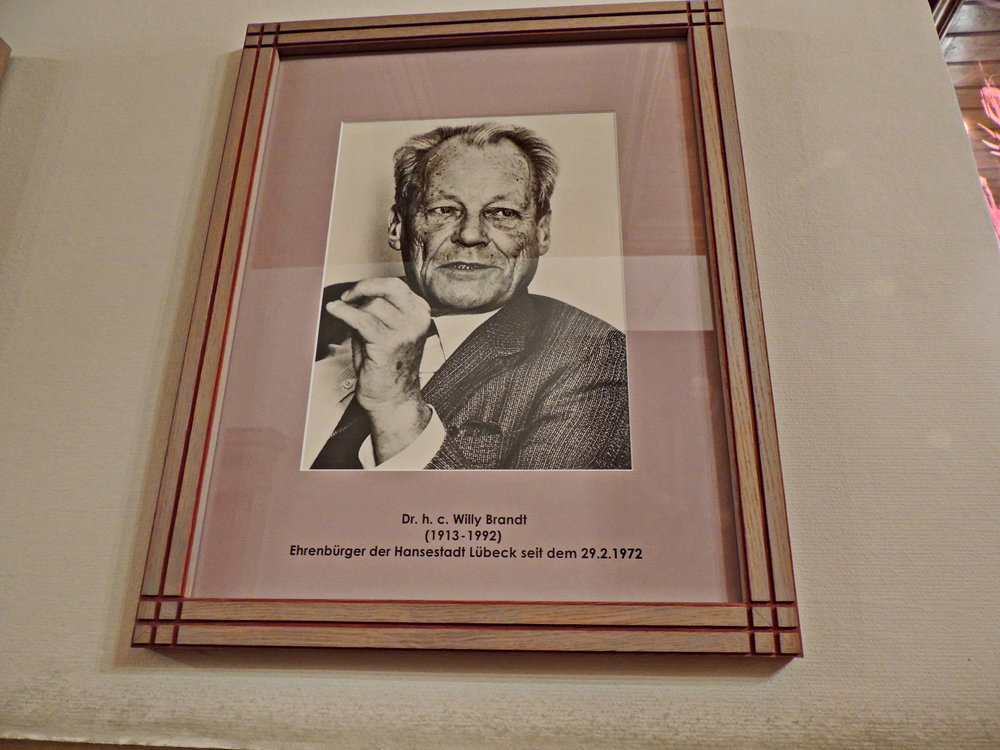 Dr. h. c. Willy Brandt
(1913-1992)
Ehrenbürger der Hansestadt Lübeck seit dem 29.2.1972